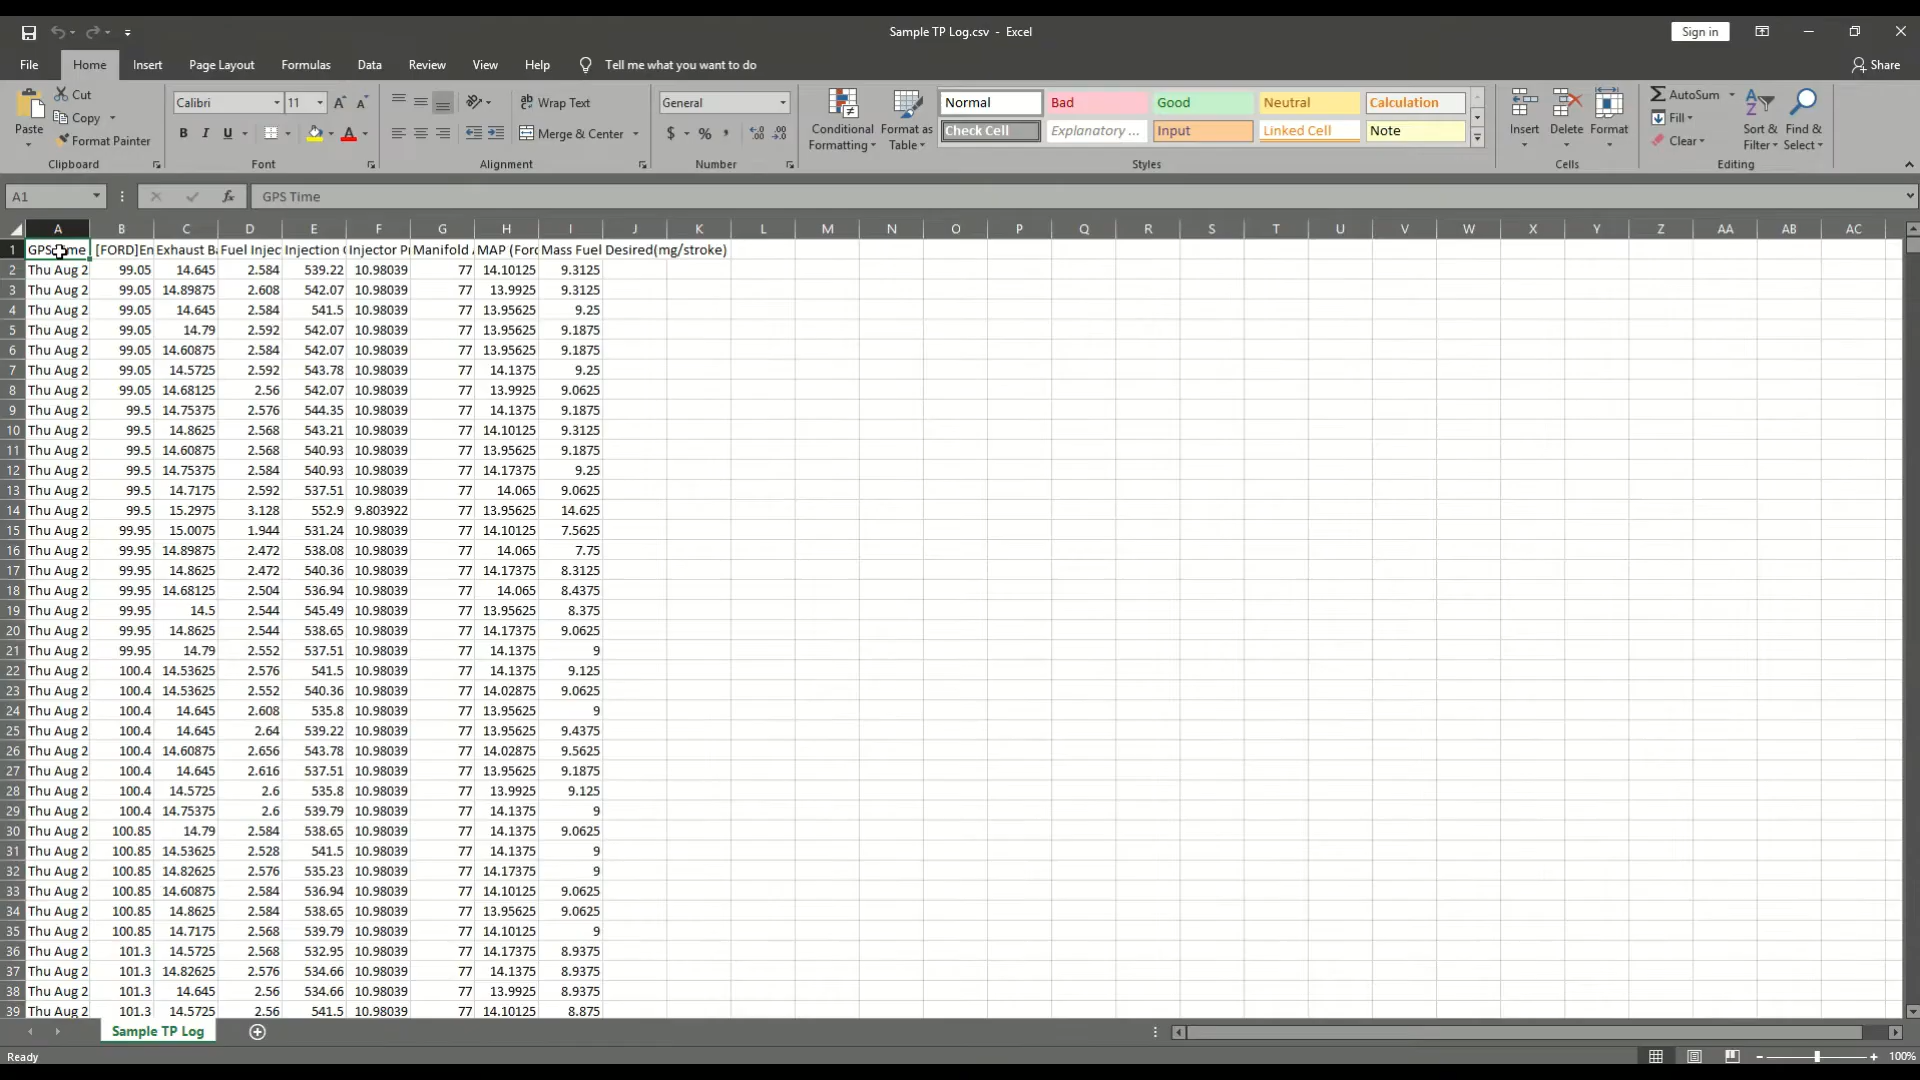 Sample TP Log.csv - Excel
Sign in
File Home Insert Page Layout Formulas Data Review View Help Tell me what you want to do Share
Paste
Cut
Copy
Format Painter
Clipboard
Calibri 11
B I U
Font
Wrap Text
Merge & Center
Alignment
General
$ % ,
Number
Conditional Formatting
Format as Table
Normal Bad Good Neutral Calculation
Check Cell Explanatory ... Input Linked Cell Note
Styles
Insert Delete Format
Cells
AutoSum
Fill
Clear
Sort & Filter
Find & Select
Editing
A1 fx GPS Time
A B C D E F G H I J K L M N O P Q R S T U V W X Y Z AA AB AC
1 GPS Time [FORD]En Exhaust Ba Fuel Inject Injection Injector Pr Manifold MAP (Ford Mass Fuel Desired(mg/stroke)
2 Thu Aug 2 99.05 14.645 2.584 539.22 10.98039 77 14.10125 9.3125
3 Thu Aug 2 99.05 14.89875 2.608 542.07 10.98039 77 13.9925 9.3125
4 Thu Aug 2 99.05 14.645 2.584 541.5 10.98039 77 13.95625 9.25
5 Thu Aug 2 99.05 14.79 2.592 542.07 10.98039 77 13.95625 9.1875
6 Thu Aug 2 99.05 14.60875 2.584 542.07 10.98039 77 13.95625 9.1875
7 Thu Aug 2 99.05 14.5725 2.592 543.78 10.98039 77 14.1375 9.25
8 Thu Aug 2 99.05 14.68125 2.56 542.07 10.98039 77 13.9925 9.0625
9 Thu Aug 2 99.5 14.75375 2.576 544.35 10.98039 77 14.1375 9.1875
10 Thu Aug 2 99.5 14.8625 2.568 543.21 10.98039 77 14.10125 9.3125
11 Thu Aug 2 99.5 14.60875 2.568 540.93 10.98039 77 13.95625 9.1875
12 Thu Aug 2 99.5 14.75375 2.584 540.93 10.98039 77 14.17375 9.25
13 Thu Aug 2 99.5 14.7175 2.592 537.51 10.98039 77 14.065 9.0625
14 Thu Aug 2 99.5 15.2975 3.128 552.9 9.803922 77 13.95625 14.625
15 Thu Aug 2 99.95 15.0075 1.944 531.24 10.98039 77 14.10125 7.5625
16 Thu Aug 2 99.95 14.89875 2.472 538.08 10.98039 77 14.065 7.75
17 Thu Aug 2 99.95 14.8625 2.472 540.36 10.98039 77 14.17375 8.3125
18 Thu Aug 2 99.95 14.68125 2.504 536.94 10.98039 77 14.065 8.4375
19 Thu Aug 2 99.95 14.5 2.544 545.49 10.98039 77 13.95625 8.375
20 Thu Aug 2 99.95 14.8625 2.544 538.65 10.98039 77 14.17375 9.0625
21 Thu Aug 2 99.95 14.79 2.552 537.51 10.98039 77 14.1375 9
22 Thu Aug 2 100.4 14.53625 2.576 541.5 10.98039 77 14.1375 9.125
23 Thu Aug 2 100.4 14.53625 2.552 540.36 10.98039 77 14.02875 9.0625
24 Thu Aug 2 100.4 14.645 2.608 535.8 10.98039 77 13.95625 9
25 Thu Aug 2 100.4 14.645 2.64 539.22 10.98039 77 13.95625 9.4375
26 Thu Aug 2 100.4 14.60875 2.656 543.78 10.98039 77 14.02875 9.5625
27 Thu Aug 2 100.4 14.645 2.616 537.51 10.98039 77 13.95625 9.1875
28 Thu Aug 2 100.4 14.5725 2.6 535.8 10.98039 77 13.9925 9.125
29 Thu Aug 2 100.4 14.75375 2.6 539.79 10.98039 77 14.1375 9
30 Thu Aug 2 100.85 14.79 2.584 538.65 10.98039 77 14.1375 9.0625
31 Thu Aug 2 100.85 14.53625 2.528 541.5 10.98039 77 14.1375 9
32 Thu Aug 2 100.85 14.82625 2.576 535.23 10.98039 77 14.17375 9
33 Thu Aug 2 100.85 14.60875 2.584 536.94 10.98039 77 14.10125 9.0625
34 Thu Aug 2 100.85 14.8625 2.584 538.65 10.98039 77 13.95625 9.0625
35 Thu Aug 2 100.85 14.7175 2.568 539.79 10.98039 77 14.10125 9
36 Thu Aug 2 101.3 14.5725 2.568 532.95 10.98039 77 14.17375 8.9375
37 Thu Aug 2 101.3 14.82625 2.576 534.66 10.98039 77 14.1375 8.9375
38 Thu Aug 2 101.3 14.645 2.56 534.66 10.98039 77 13.9925 8.9375
39 Thu Aug 2 101.3 14.5725 2.56 541.5 10.98039 77 14.10125 8.875
Sample TP Log
Ready 100%